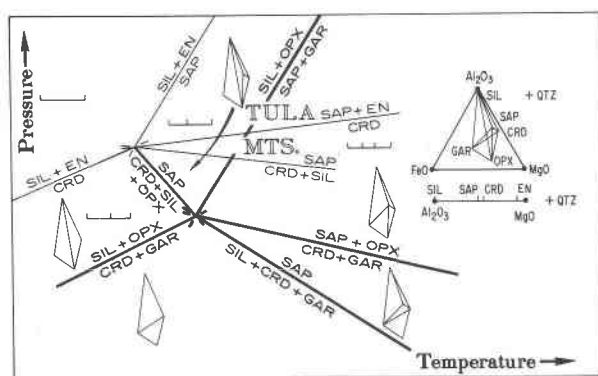 Pressure
SIL + EN
SAP
SIL + OPX
SAP + GAR
TULA
MTS.
SAP + EN
CRD
SAP
CRD + SiL
SIL + EN
CRD
SAP
CRD + SIL
+ OPX
SIL + OPX
CRD + GAR
SAP + OPX
CRD + GAR
SAP
SIL + CRD + GAR
Temperature
Al₂O₃
SIL
+ QTZ
SAP
CRD
GAR
OPX
FeO
MgO
SIL SAP CRD EN
+ QTZ
Al₂O₃
MgO